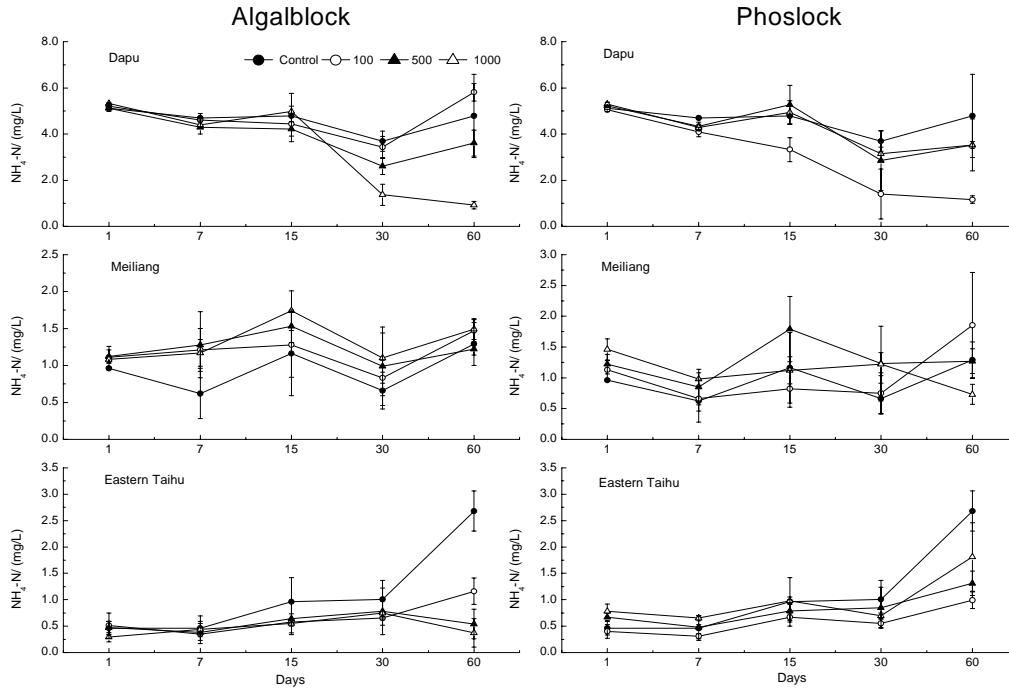 Algalblock
Phoslock
Dapu
Control 100 500 1000
NH4-N/ (mg/L)
8.0
6.0
4.0
2.0
0.0
1 7 15 30 60
Dapu
NH4-N/ (mg/L)
8.0
6.0
4.0
2.0
0.0
1 7 15 30 60
Meiliang
NH4-N/ (mg/L)
2.5
2.0
1.5
1.0
0.5
0.0
1 7 15 30 60
Meiliang
NH4-N/ (mg/L)
3.0
2.5
2.0
1.5
1.0
0.5
0.0
1 7 15 30 60
Eastern Taihu
NH4-N/ (mg/L)
3.5
3.0
2.5
2.0
1.5
1.0
0.5
0.0
1 7 15 30 60
Days
Eastern Taihu
NH4-N/ (mg/L)
3.5
3.0
2.5
2.0
1.5
1.0
0.5
0.0
1 7 15 30 60
Days